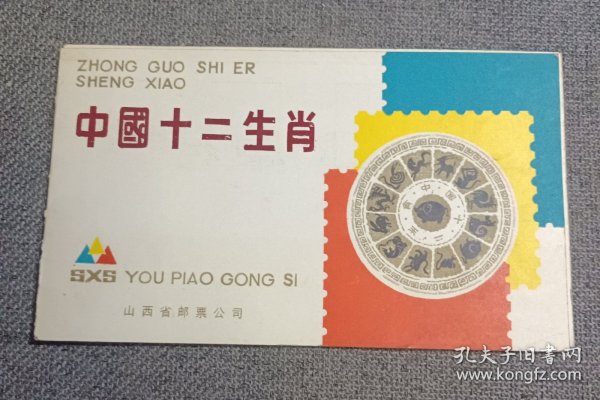 ZHONG GUO SHI ER
SHENG XIAO
中國十二生肖
SXS YOU PIAO GONG SI
山西省邮票公司
孔夫子旧书网
www.kongfz.com